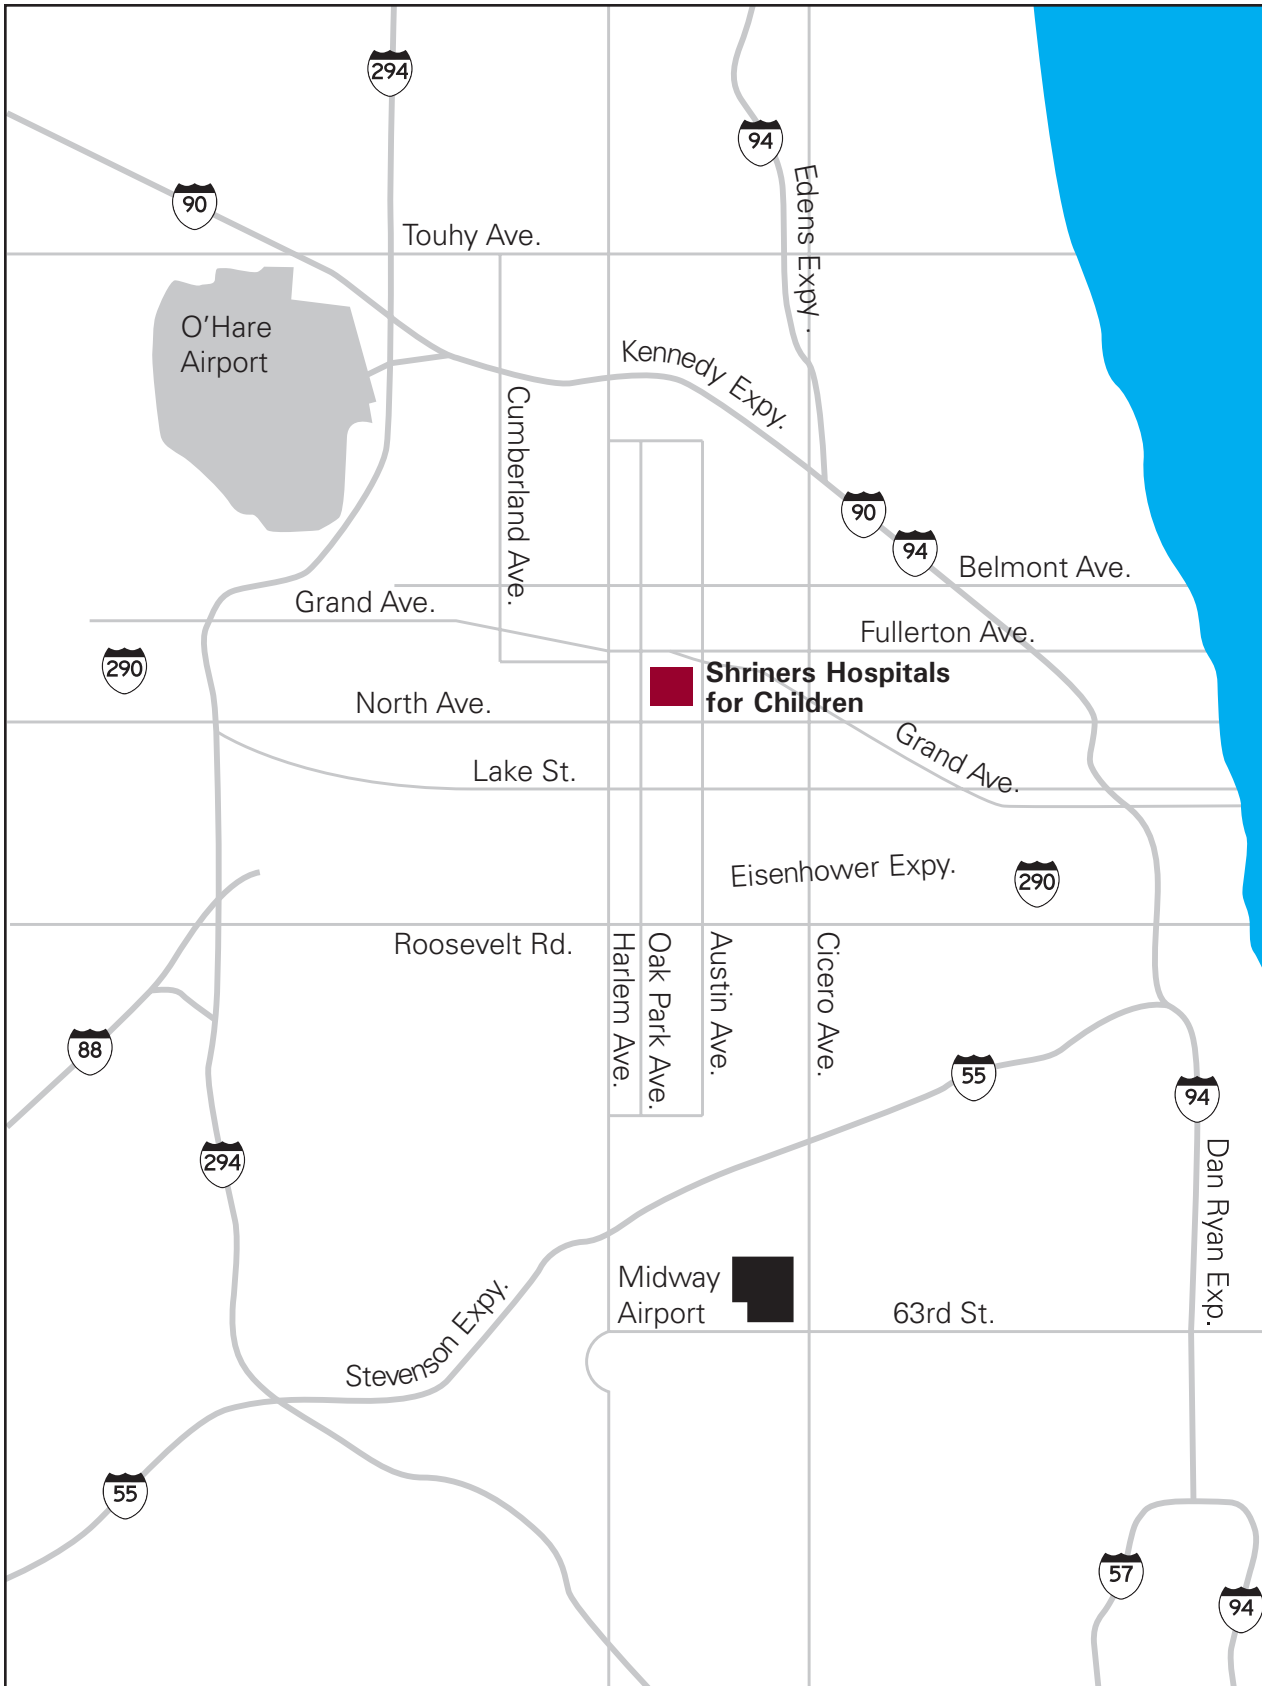 294
94
90
Edens Expy.
Touhy Ave.
O'Hare
Airport
Kennedy Expy.
Cumberland Ave.
90
94
Belmont Ave.
Grand Ave.
Fullerton Ave.
290
Shriners Hospitals
for Children
North Ave.
Grand Ave.
Lake St.
Eisenhower Expy.
290
Roosevelt Rd.
Harlem Ave.
Oak Park Ave.
Austin Ave.
Cicero Ave.
88
55
94
294
Dan Ryan Exp.
Midway
Airport
63rd St.
Stevenson Expy.
55
57
94